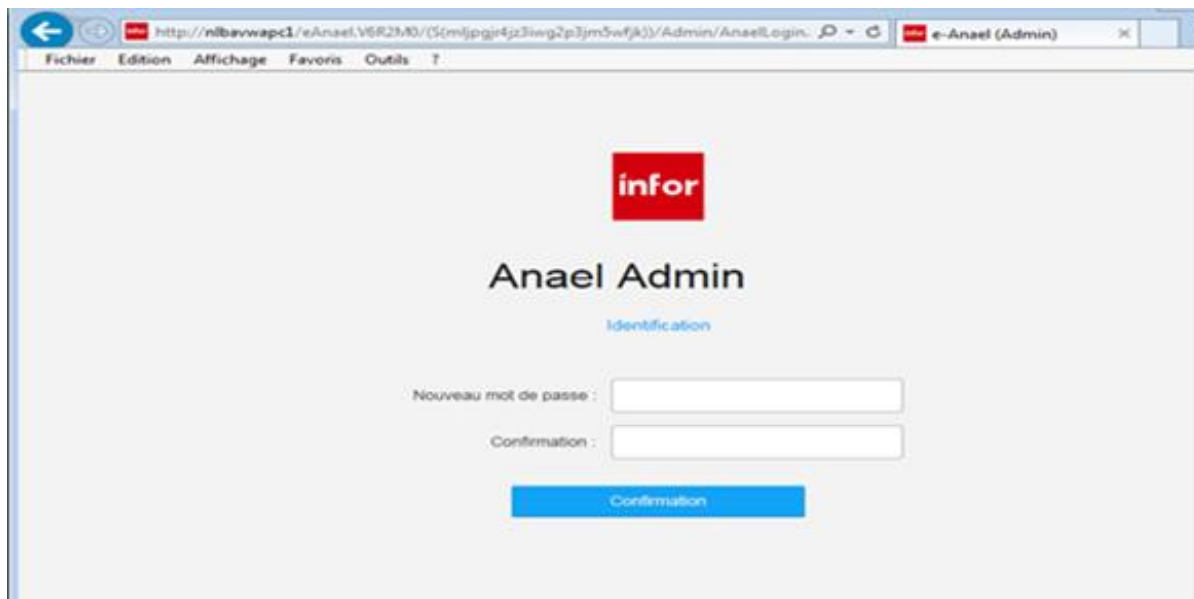 http://nlbavwapc1/eAnael.V6R2M0/(S(mljpgjr4jz3iwg2p3jm5wfjk))/Admin/AnaelLogin. e-Anael (Admin)
Fichier Edition Affichage Favoris Outils ?
infor
Anael Admin
Identification
Nouveau mot de passe :
Confirmation :
Confirmation